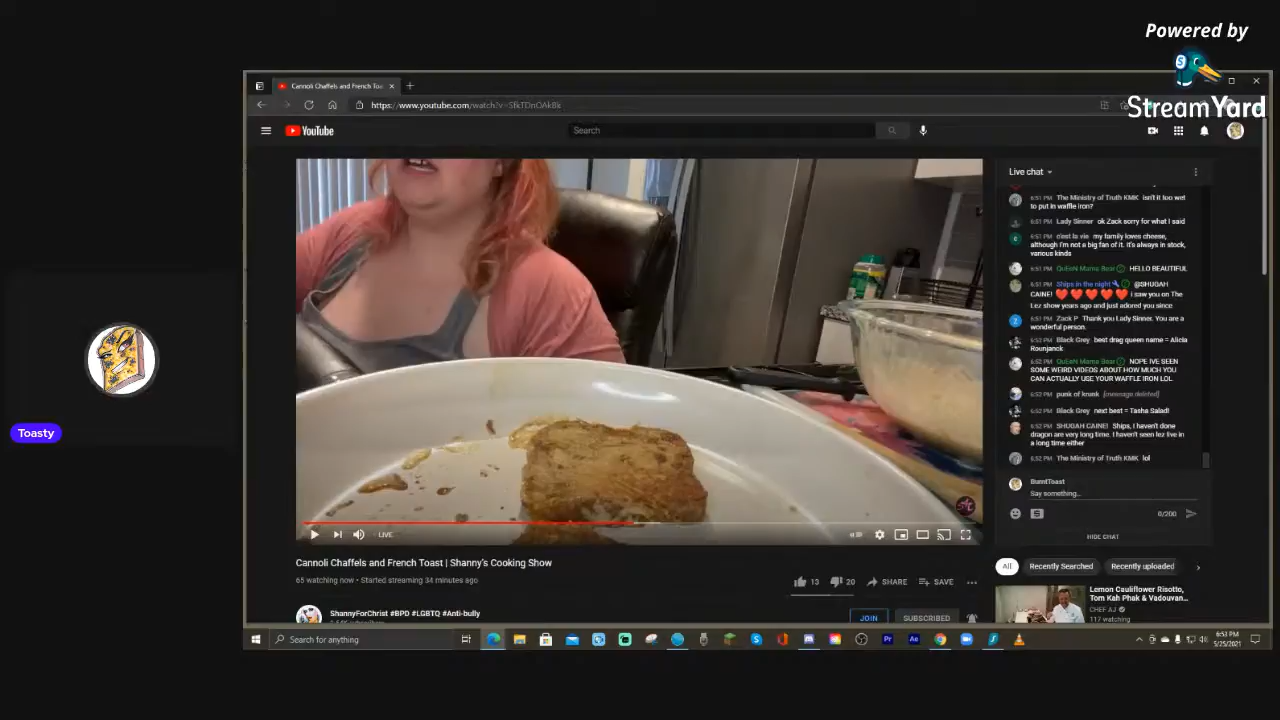 Powered by
StreamYard
Cannoli Chaffels and French Toa
https://www.youtube.com/watch?v=
YouTube
Search
Live chat
6:51 PM The Ministry of Truth KMK isn't it too wet
to put in waffle iron?
6:51 PM Lady Sinner ok Zack sorry for what I said
6:51 PM c'est la vie my family loves cheese,
although I'm not a big fan of it. It's always in stock,
various kinds
6:51 PM QuEeN Mama Bear HELLO BEAUTIFUL
6:51 PM Ships in the night @SHUGAH
CAINE! ❤️❤️❤️❤️❤️ i saw you on The
Lez show years ago and just adored you since
6:51 PM Zack P Thank you Lady Sinner. You are a
wonderful person.
6:52 PM Black Grey best drag queen name = Alicia
Rounjanck
6:52 PM QuEeN Mama Bear NOPE IVE SEEN
SOME WEIRD VIDEOS ABOUT HOW MUCH YOU
CAN ACTUALLY USE YOUR WAFFLE IRON LOL
6:52 PM punk of krunk [message deleted]
6:52 PM Black Grey next best = Tasha Salad!
6:52 PM SHUGAH CAINE! Ships, I haven't done
dragon are very long time. I haven't seen lez live in
a long time either
6:52 PM The Ministry of Truth KMK lol
BurntToast
Say something...
0/200
HIDE CHAT
Toasty
LIVE
Cannoli Chaffels and French Toast | Shanny's Cooking Show
65 watching now • Started streaming 34 minutes ago
13
20
SHARE
SAVE
ShannyForChrist #BPD #LGBTQ #Anti-bully
JOIN
SUBSCRIBED
All
Recently Searched
Recently uploaded
Lemon Cauliflower Risotto,
Tom Kah Phak & Vadouvan...
CHEF AJ
117 watching
Search for anything
6:53 PM
5/25/2021